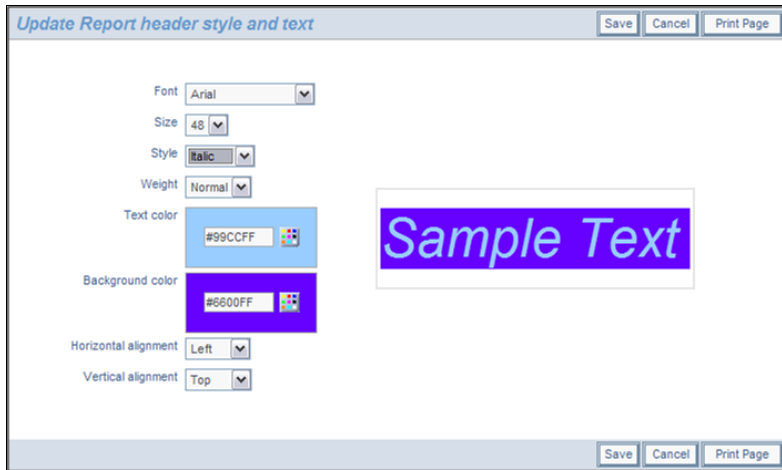 Update Report header style and text
Save Cancel Print Page
Font Arial
Size 48
Style Italic
Weight Normal
Text color
#99CCFF
Sample Text
Background color
#6600FF
Horizontal alignment Left
Vertical alignment Top
Save Cancel Print Page